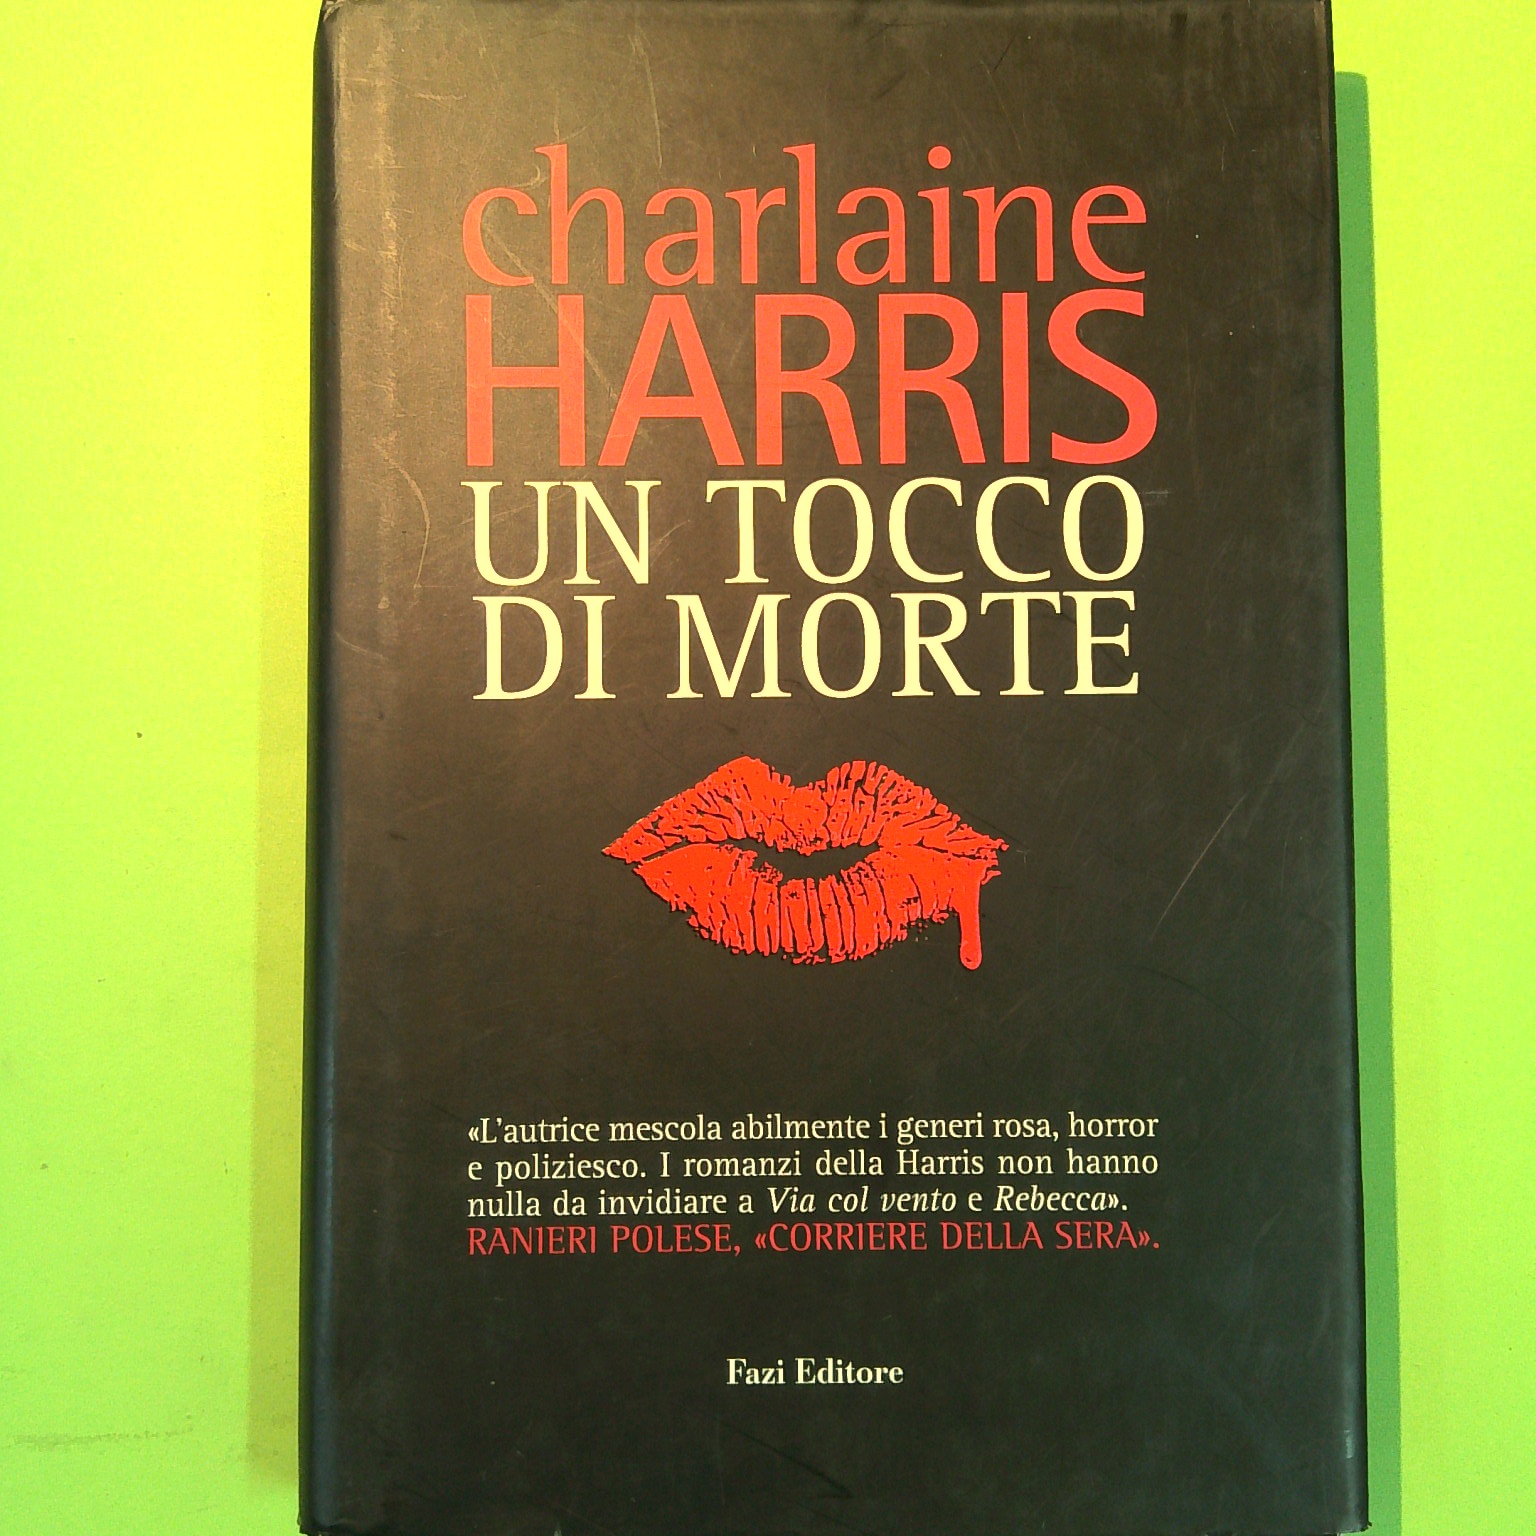 charlaine
HARRIS
UN TOCCO
DI MORTE
«L'autrice mescola abilmente i generi rosa, horror
e poliziesco. I romanzi della Harris non hanno
nulla da invidiare a Via col vento e Rebecca».
RANIERI POLESE, «CORRIERE DELLA SERA».
Fazi Editore